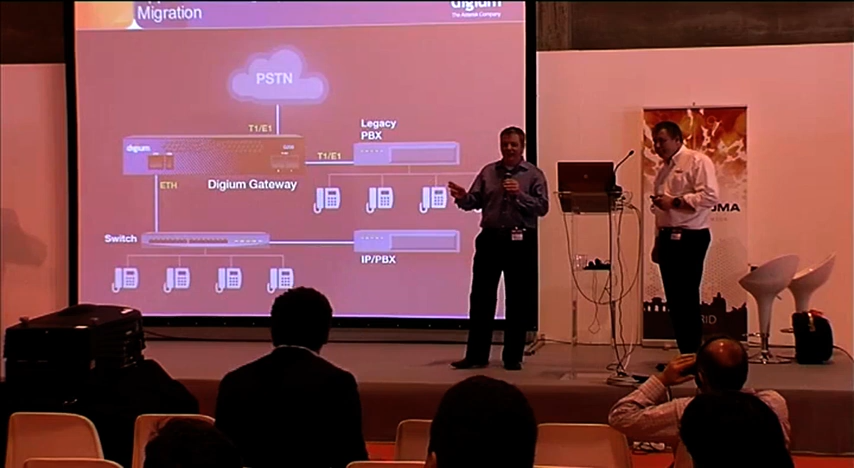 Migration
digium
The Asterisk Company
PSTN
T1/E1
Legacy
PBX
digium
T1/E1
ETH
Digium Gateway
Switch
IP/PBX